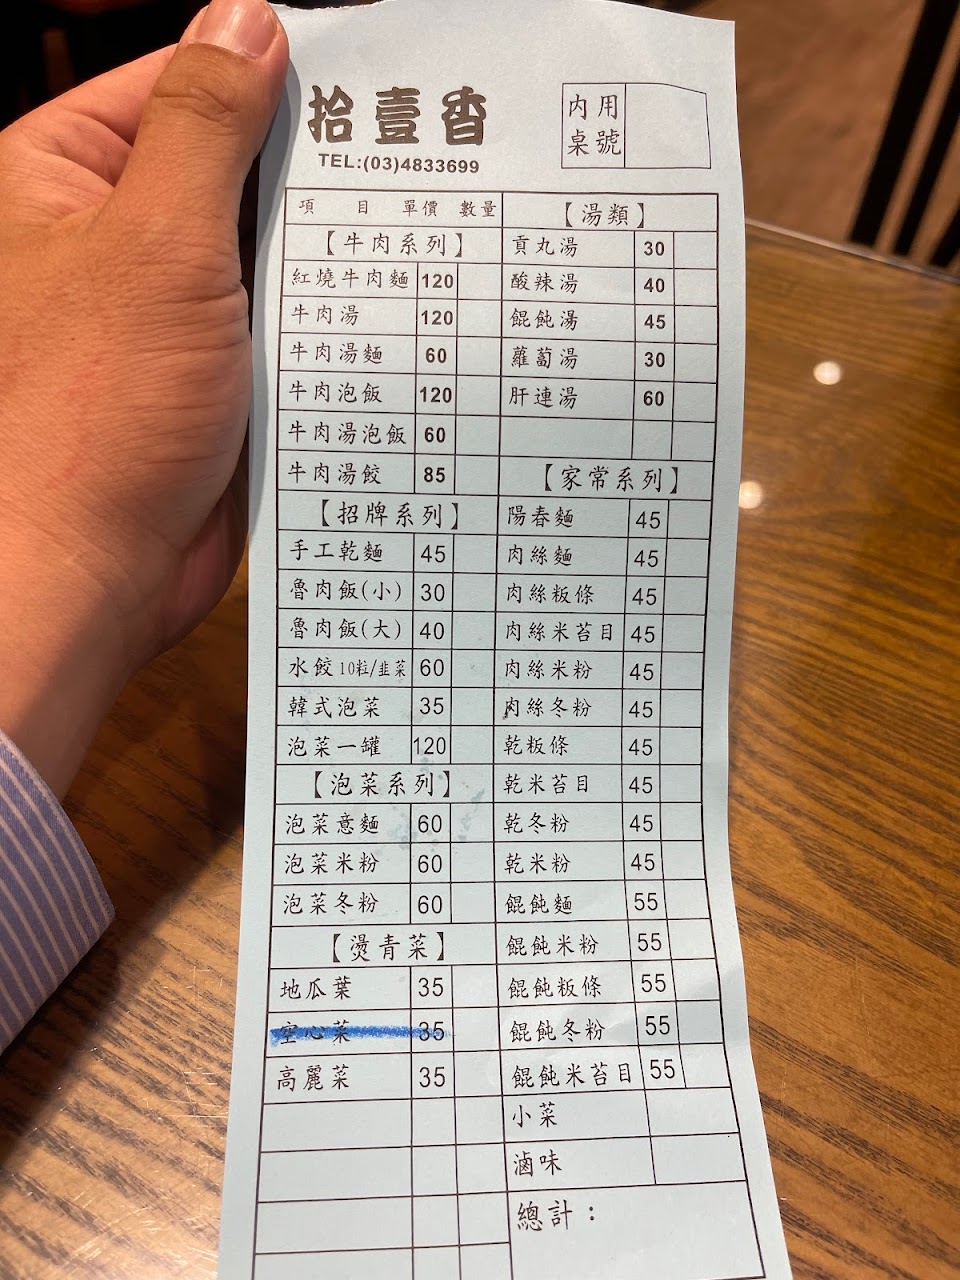 拾壹香
TEL:(03)4833699
內用
桌號
項 目 單價 數量
【牛肉系列】
紅燒牛肉麵 120
牛肉湯 120
牛肉湯麵 60
牛肉泡飯 120
牛肉湯泡飯 60
牛肉湯餃 85
【招牌系列】
手工乾麵 45
魯肉飯(小) 30
魯肉飯(大) 40
水餃10粒/韭菜 60
韓式泡菜 35
泡菜一罐 120
【泡菜系列】
泡菜意麵 60
泡菜米粉 60
泡菜冬粉 60
【燙青菜】
地瓜葉 35
空心菜 35
高麗菜 35
【湯類】
貢丸湯 30
酸辣湯 40
餛飩湯 45
蘿蔔湯 30
肝連湯 60
【家常系列】
陽春麵 45
肉絲麵 45
肉絲粄條 45
肉絲米苔目 45
肉絲米粉 45
肉絲冬粉 45
乾粄條 45
乾米苔目 45
乾冬粉 45
乾米粉 45
餛飩麵 55
餛飩米粉 55
餛飩粄條 55
餛飩冬粉 55
餛飩米苔目 55
小菜
滷味
總計：